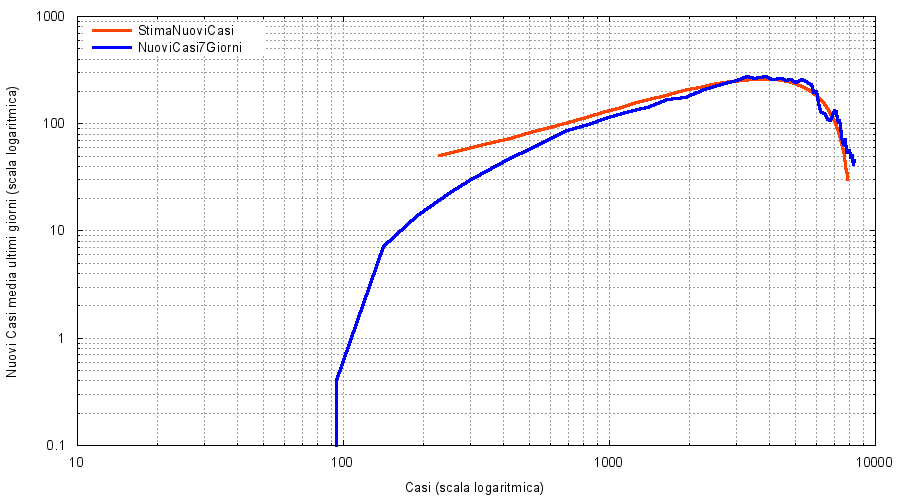 1000
100
10
1
0.1
StimaNuoviCasi
NuoviCasi7Giorni
Nuovi Casi media ultimi giorni (scala logaritmica)
10
100
1000
10000
Casi (scala logaritmica)